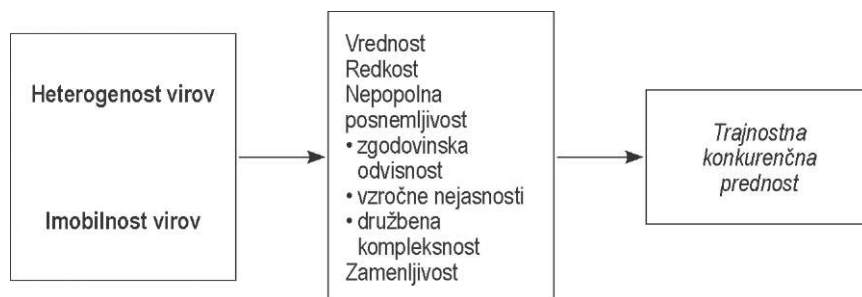 Heterogenost virov
Imobilnost virov
Vrednost
Redkost
Nepopolna
posnemljivost
• zgodovinska
odvisnost
• vzročne nejasnosti
• družbena
kompleksnost
Zamenljivost
Trajnostna
konkurenčna
prednost